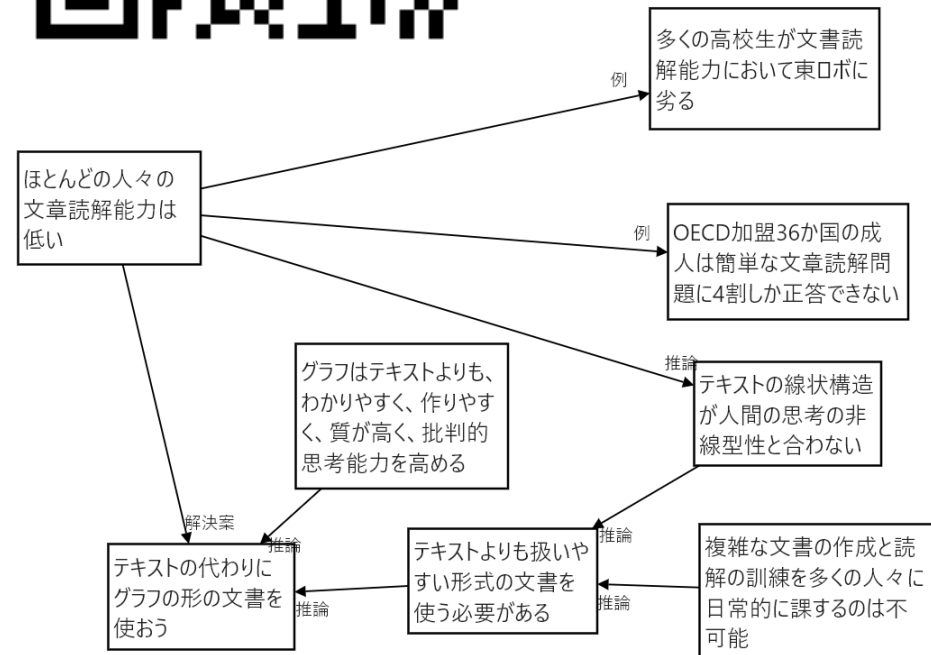 多くの高校生が文書読
解能力において東ロボに
劣る
例
ほとんどの人々の
文章読解能力は
低い
例
OECD加盟36か国の成
人は簡単な文章読解問
題に4割しか正答できない
推論
グラフはテキストよりも、
わかりやすく、作りやす
く、質が高く、批判的
思考能力を高める
テキストの線状構造
が人間の思考の非
線型性と合わない
解決案
推論
テキストの代わりに
グラフの形の文書を
使おう
推論
テキストよりも扱いや
すい形式の文書を
使う必要がある
推論
推論
複雑な文書の作成と読
解の訓練を多くの人々に
日常的に課するのは不
可能